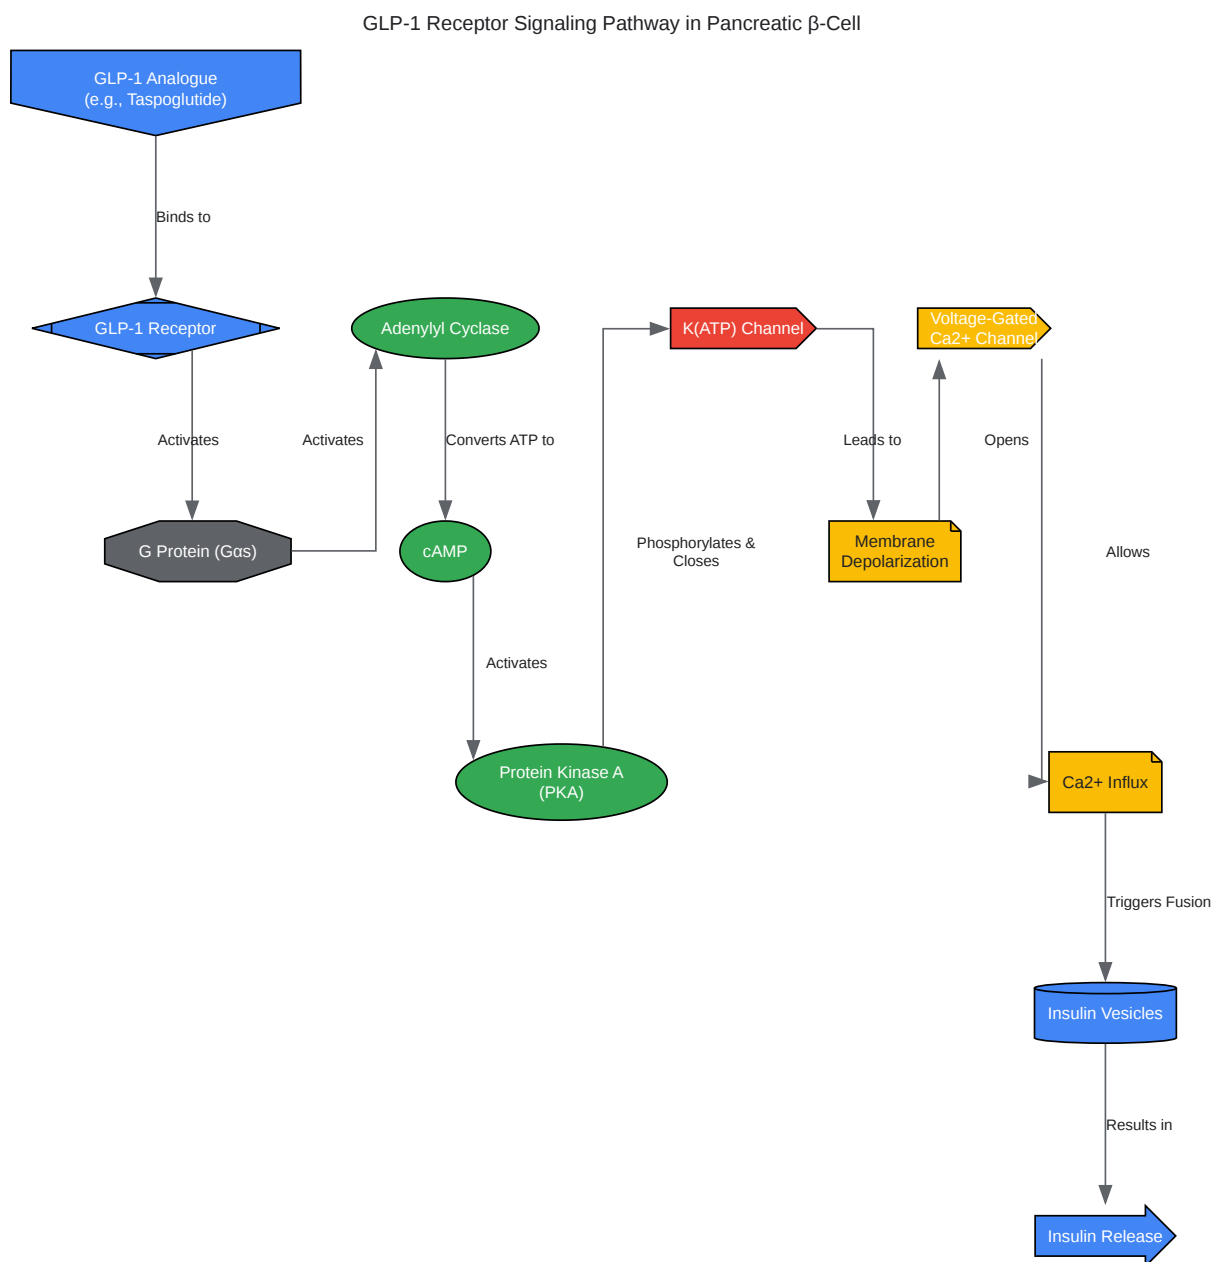 GLP-1 Receptor Signaling Pathway in Pancreatic β-Cell
GLP-1 Analogue
(e.g., Taspoglutide)
Binds to
GLP-1 Receptor
Adenylyl Cyclase
K(ATP) Channel
Voltage-Gated
Ca2+ Channel
Activates
Activates
Converts ATP to
Leads to
Opens
G Protein (Gαs)
cAMP
Phosphorylates &
Closes
Membrane
Depolarization
Allows
Activates
Protein Kinase A
(PKA)
Ca2+ Influx
Triggers Fusion
Insulin Vesicles
Results in
Insulin Release